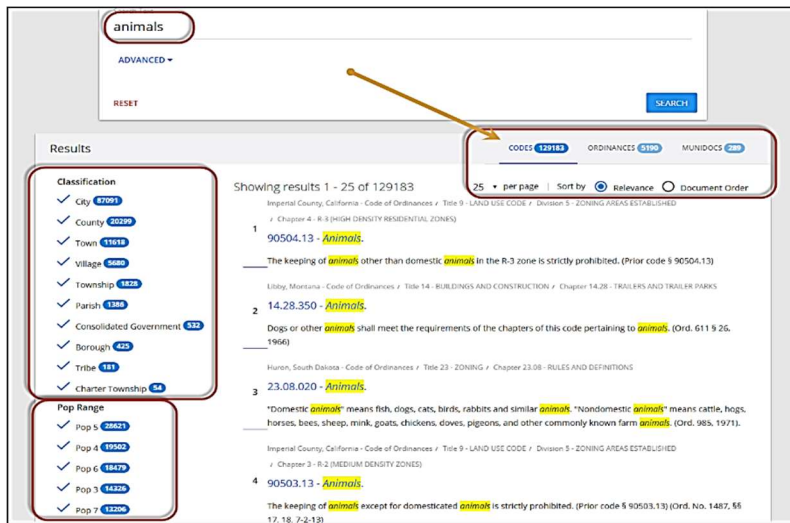 animals
ADVANCED
RESET
SEARCH
Results
CODES 129183 ORDINANCES 5190 MUNIDOCS 289
Showing results 1 - 25 of 129183
25 per page | Sort by Relevance Document Order
Classification
City 87091
County 20299
Town 11618
Village 5680
Township 1828
Parish 1386
Consolidated Government 532
Borough 425
Tribe 181
Charter Township 54
Pop Range
Pop 5 28621
Pop 4 19502
Pop 6 18479
Pop 3 14326
Pop 7 13206
Imperial County, California - Code of Ordinances / Title 9 - LAND USE CODE / Division 5 - ZONING AREAS ESTABLISHED
/ Chapter 4 - R-3 (HIGH DENSITY RESIDENTIAL ZONES)
1
90504.13 - Animals.
The keeping of animals other than domestic animals in the R-3 zone is strictly prohibited. (Prior code § 90504.13)
Libby, Montana - Code of Ordinances / Title 14 - BUILDINGS AND CONSTRUCTION / Chapter 14.28 - TRAILERS AND TRAILER PARKS
2 14.28.350 - Animals.
Dogs or other animals shall meet the requirements of the chapters of this code pertaining to animals. (Ord. 611 § 26,
1966)
Huron, South Dakota - Code of Ordinances / Title 23 - ZONING / Chapter 23.08 - RULES AND DEFINITIONS
3 23.08.020 - Animals.
"Domestic animals" means fish, dogs, cats, birds, rabbits and similar animals. "Nondomestic animals" means cattle, hogs,
horses, bees, sheep, mink, goats, chickens, doves, pigeons, and other commonly known farm animals. (Ord. 985, 1971).
Imperial County, California - Code of Ordinances / Title 9 - LAND USE CODE / Division 5 - ZONING AREAS ESTABLISHED
/ Chapter 3 - R-2 (MEDIUM DENSITY ZONES)
4 90503.13 - Animals.
The keeping of animals except for domesticated animals is strictly prohibited. (Prior code § 90503.13) (Ord. No. 1487, §§
17, 18, 7-2-13)